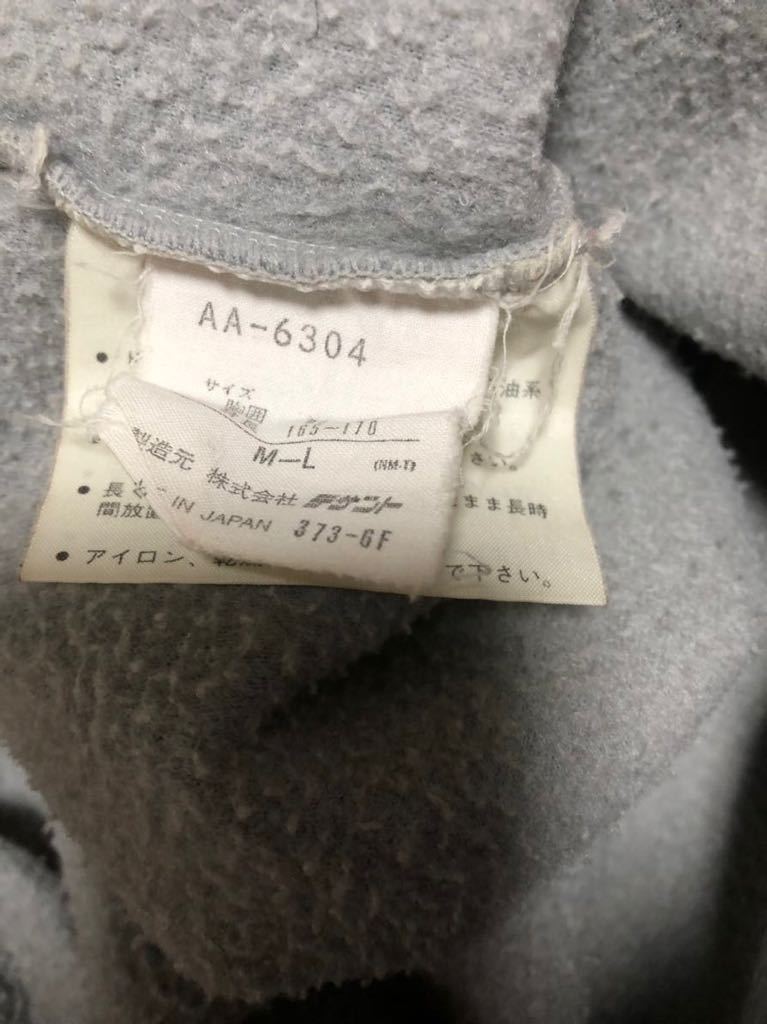 AA-6304
サイズ
胸囲
165-170
M-L (NM-T)
製造元 株式会社 デサント
IN JAPAN 373-6F
油系
さい。
長
まま長時
間放
アイロン、
で下さい。